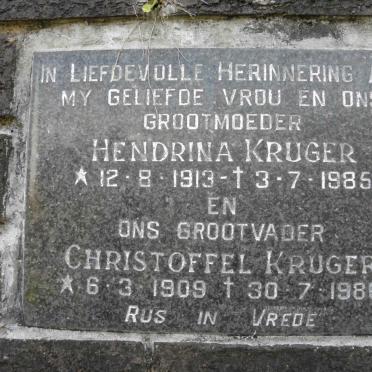 IN LIEFDEVOLLE HERINNERING
MY GELIEFDE VROU EN ONS
GROOTMOEDER
HENDRINA KRUGER
★ 12·8·1913-† 3·7·1985
EN
ONS GROOTVADER
CHRISTOFFEL KRUGER
★ 6·3·1909 † 30·7·198
RUS IN VREDE